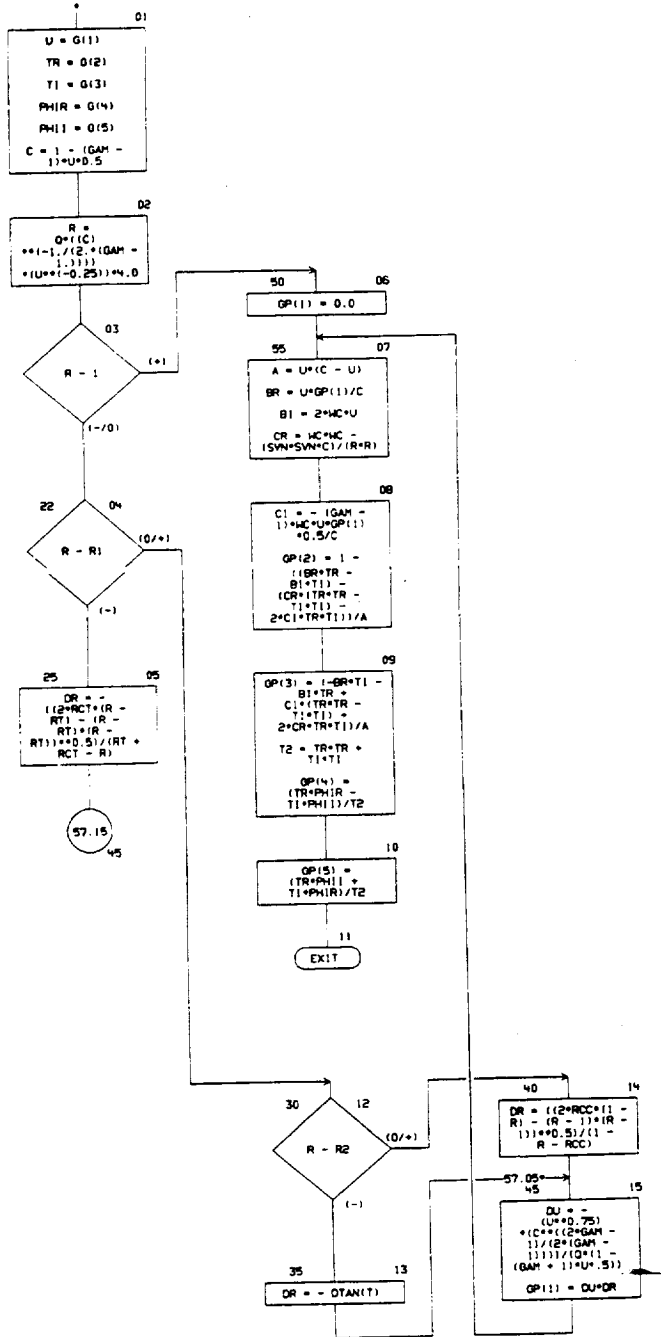 *
01
U = G(1)
TR = G(2)
TI = G(3)
PHIR = G(4)
PHII = G(5)
C = 1 - (GAM -
1)*U*0.5
02
R =
Q*((C)
**(-1./(2.*(GAM -
1.))))
*(U**(-0.25))*4.0
03
R - 1
(+)
(-/0)
22
04
R - R1
(0/+)
(-)
25
05
DR = -
((2*RCT*(R -
RT) - (R -
RT)*(R -
RT))**0.5)/(RT +
RCT - R)
57.15
45
50
06
GP(1) = 0.0
55
07
A = U*(C - U)
BR = U*GP(1)/C
BI = 2*WC*U
CR = WC*WC -
(SVN*SVN*C)/(R*R)
08
CI = - (GAM -
1)*WC*U*GP(1)
*0.5/C
GP(2) = 1 -
((BR*TR -
BI*TI) -
(CR*(TR*TR -
TI*TI) -
2*CI*TR*TI))/A
09
GP(3) = (-BR*TI -
BI*TR +
CI*(TR*TR -
TI*TI) +
2*CR*TR*TI)/A
T2 = TR*TR +
TI*TI
GP(4) =
(TR*PHIR -
TI*PHII)/T2
10
GP(5) =
(TR*PHII +
TI*PHIR)/T2
11
EXIT
30
12
R - R2
(0/+)
(-)
35
13
DR = - DTAN(T)
40
14
DR = ((2*RCC*(1 -
R) - (R - 1)*(R -
1))**0.5)/(1 -
R - RCC)
57.05*
45
15
DU = -
(U**0.75)
*(C**((2*GAM -
1)/(2*(GAM -
1))))/(Q*(1 -
(GAM + 1)*U*.5))
GP(1) = DU*DR